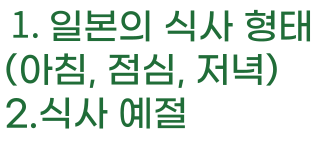 1. 일본의 식사 형태
(아침, 점심, 저녁)
2.식사 예절